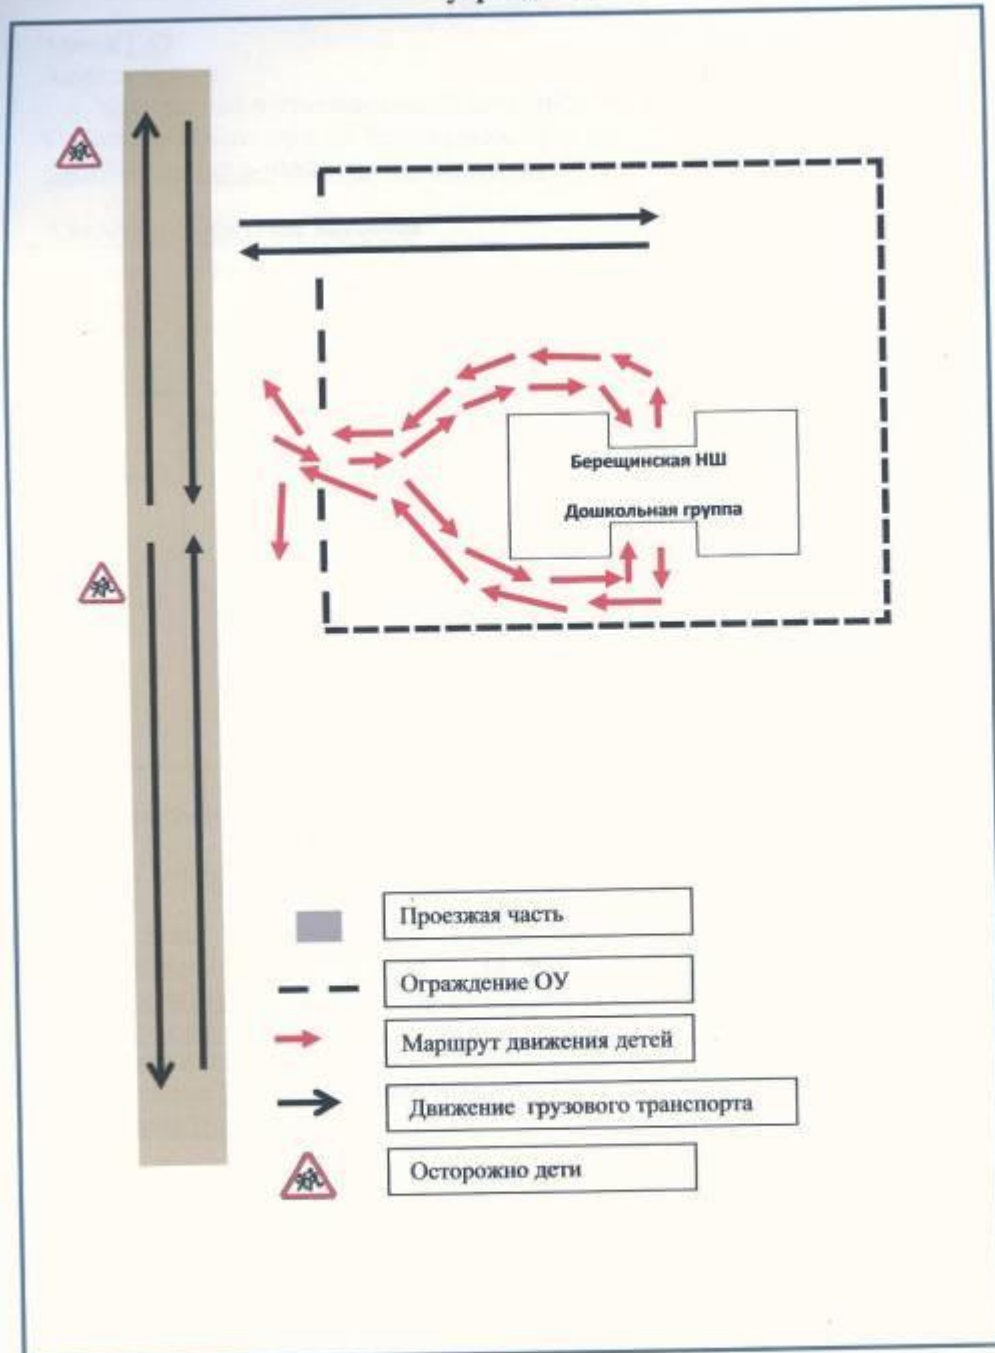 Берещинская НШ
Дошкольная группа
Проезжая часть
Ограждение ОУ
Маршрут движения детей
Движение грузового транспорта
Осторожно дети